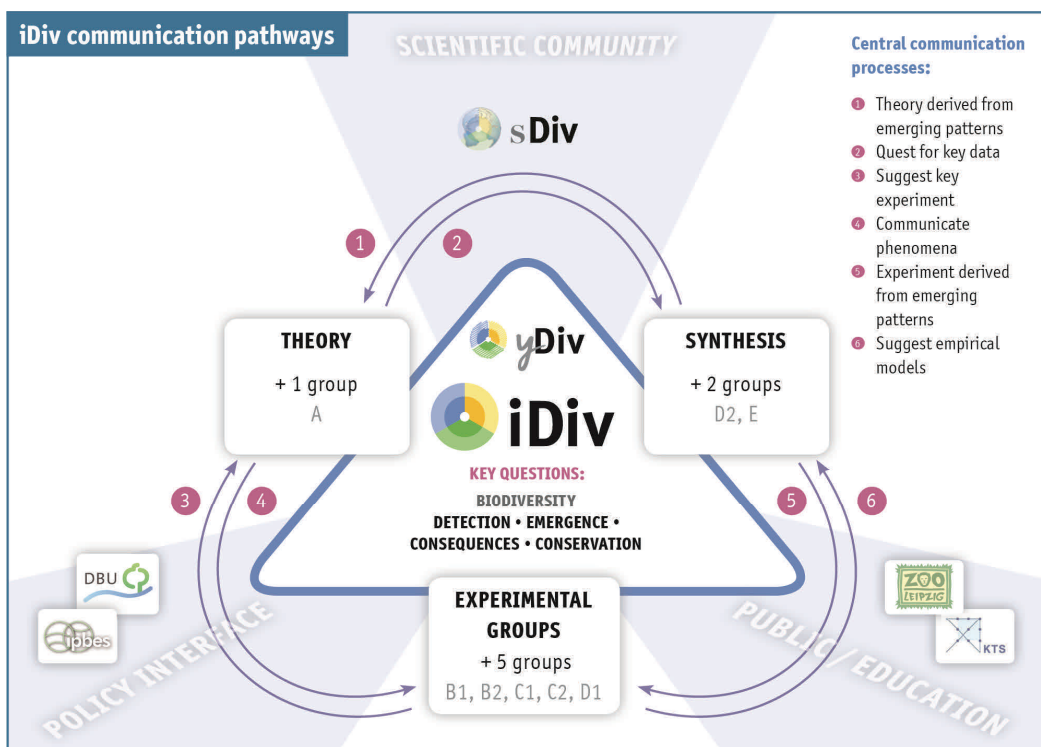 iDiv communication pathways
SCIENTIFIC COMMUNITY
sDiv
1
2
THEORY
+ 1 group
A
yDiv
iDiv
KEY QUESTIONS:
BIODIVERSITY
DETECTION • EMERGENCE •
CONSEQUENCES • CONSERVATION
SYNTHESIS
+ 2 groups
D2, E
3
4
5
6
DBU
ipbes
POLICY INTERFACE
EXPERIMENTAL
GROUPS
+ 5 groups
B1, B2, C1, C2, D1
ZOO
LEIPZIG
KTS
PUBLIC / EDUCATION
Central communication
processes:
1 Theory derived from
emerging patterns
2 Quest for key data
3 Suggest key
experiment
4 Communicate
phenomena
5 Experiment derived
from emerging
patterns
6 Suggest empirical
models